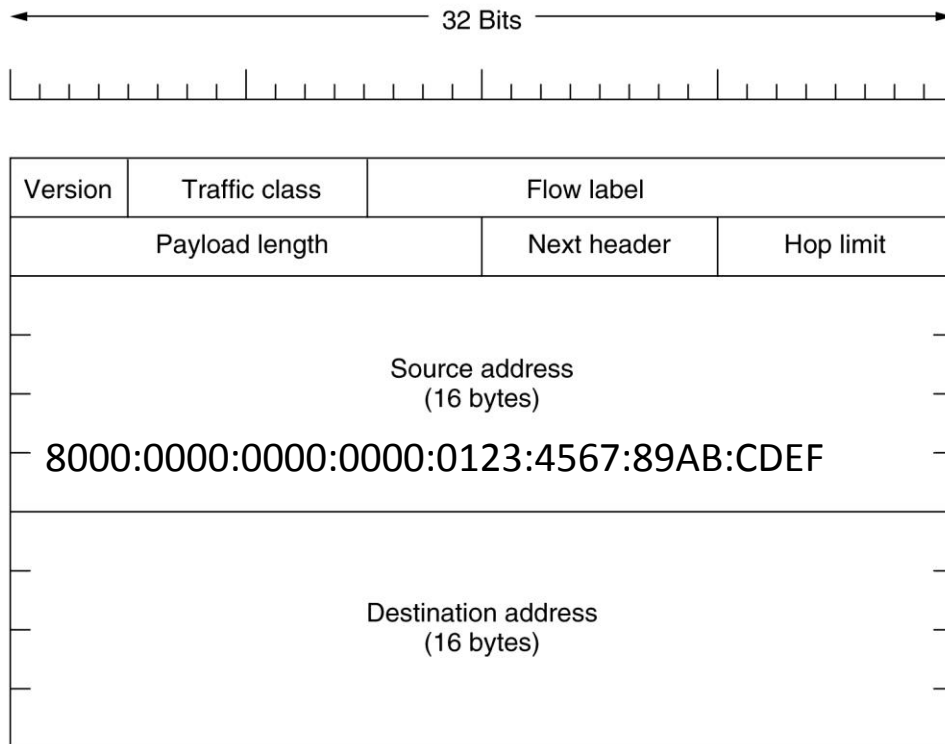 32 Bits
Version Traffic class Flow label
Payload length Next header Hop limit
Source address
(16 bytes)
8000:0000:0000:0000:0123:4567:89AB:CDEF
Destination address
(16 bytes)